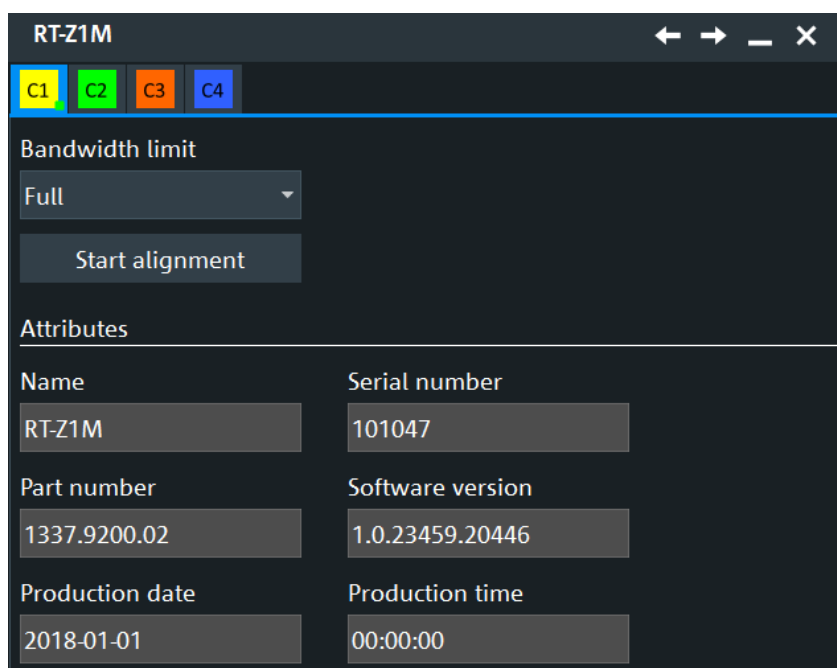 RT-Z1M
C1 C2 C3 C4
Bandwidth limit
Full
Start alignment
Attributes
Name Serial number
RT-Z1M 101047
Part number Software version
1337.9200.02 1.0.23459.20446
Production date Production time
2018-01-01 00:00:00